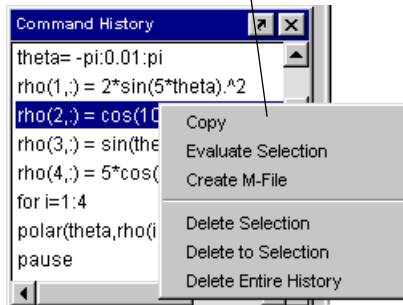 Command History
theta= -pi:0.01:pi
rho(1,:) = 2*sin(5*theta).^2
rho(2,:) = cos(10
rho(3,:) = sin(the
rho(4,:) = 5*cos(
for i=1:4
polar(theta,rho(i
pause
Copy
Evaluate Selection
Create M-File
Delete Selection
Delete to Selection
Delete Entire History